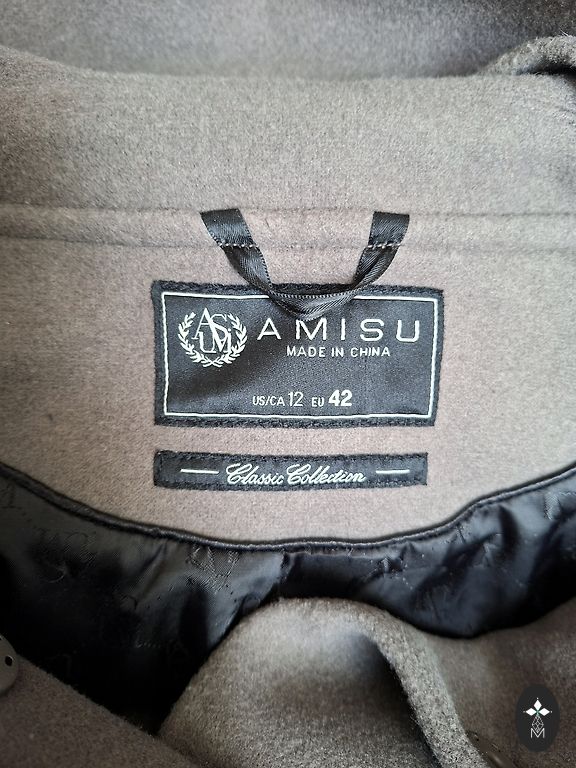 AMISU
MADE IN CHINA
US/CA 12 EU 42
Classic Collection
M